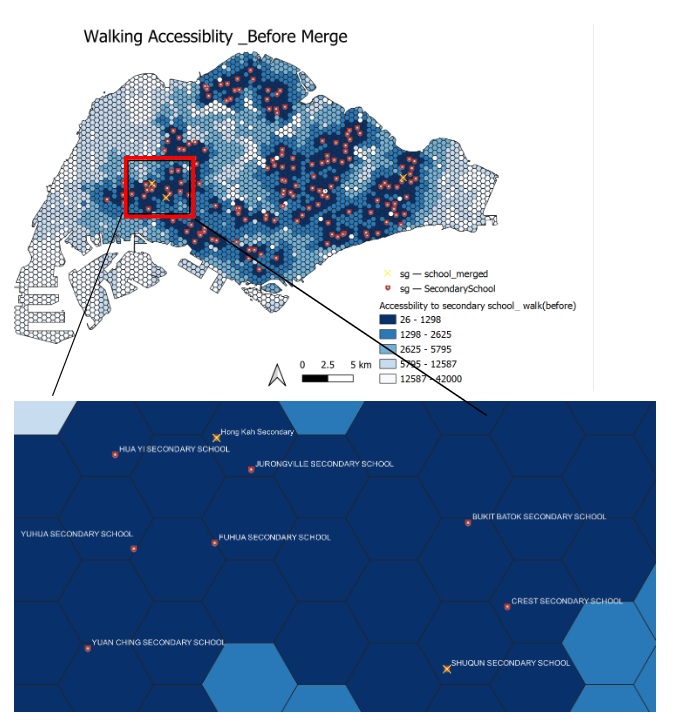 Walking Accessiblity _Before Merge
sg — school_merged
sg — SecondarySchool
Accessbility to secondary school_ walk(before)
26 - 1298
1298 - 2625
2625 - 5795
5795 - 12587
12587 - 42000
0 2.5 5 km
Hong Kah Secondary
HUA YI SECONDARY SCHOOL
JURONGVILLE SECONDARY SCHOOL
BUKIT BATOK SECONDARY SCHOOL
YUHUA SECONDARY SCHOOL
FUHUA SECONDARY SCHOOL
CREST SECONDARY SCHOOL
YUAN CHING SECONDARY SCHOOL
SHUQUN SECONDARY SCHOOL